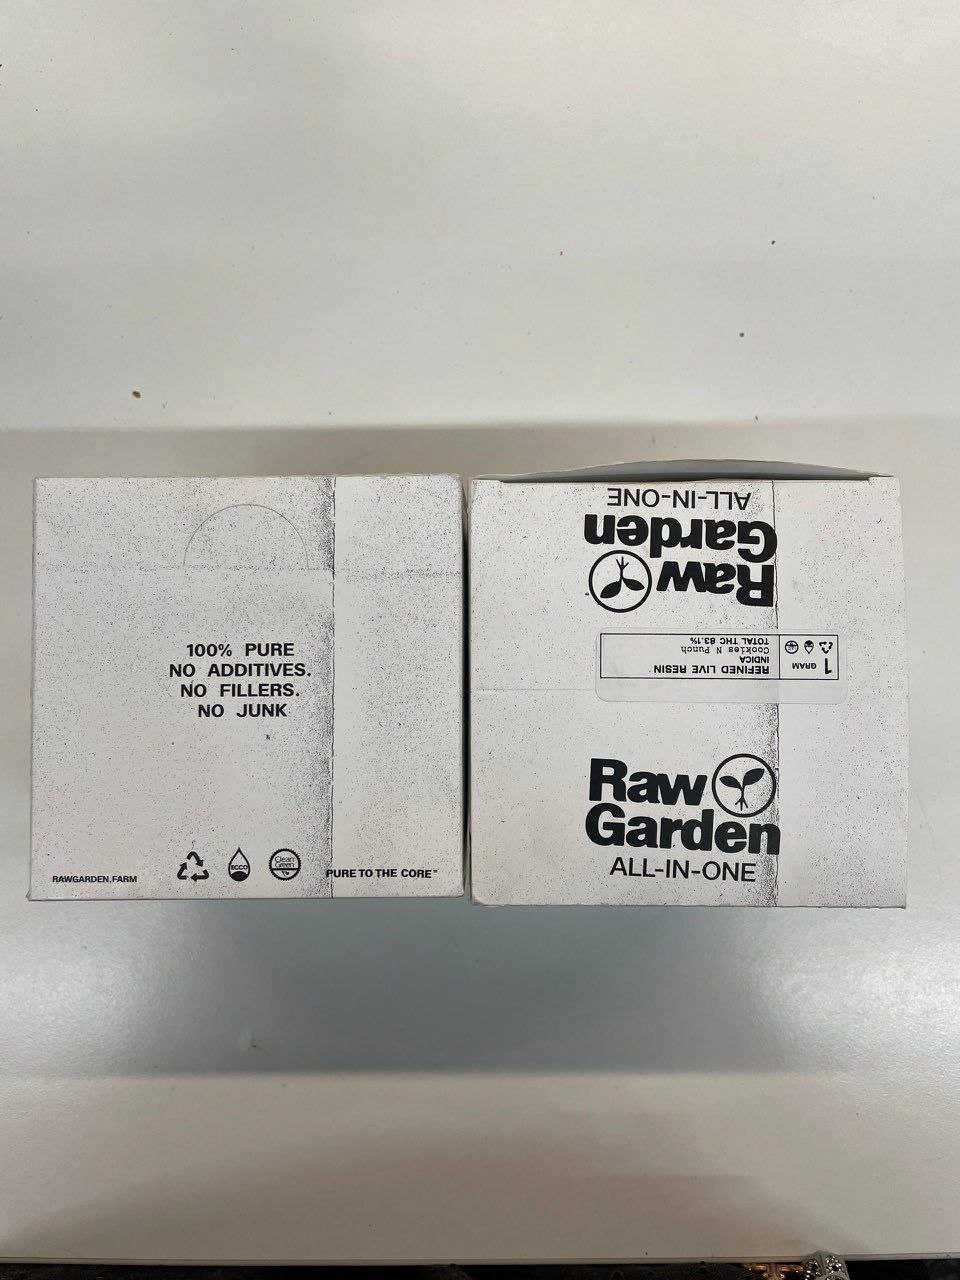 100% PURE
NO ADDITIVES.
NO FILLERS.
NO JUNK
RAWGARDEN.FARM
ECCO
Clean
Green
PURE TO THE CORE™
Raw
Garden
ALL-IN-ONE
1
GRAM
REFINED LIVE RESIN™
INDICA
Cookies N Punch
TOTAL THC 83.1%
Raw
Garden
ALL-IN-ONE